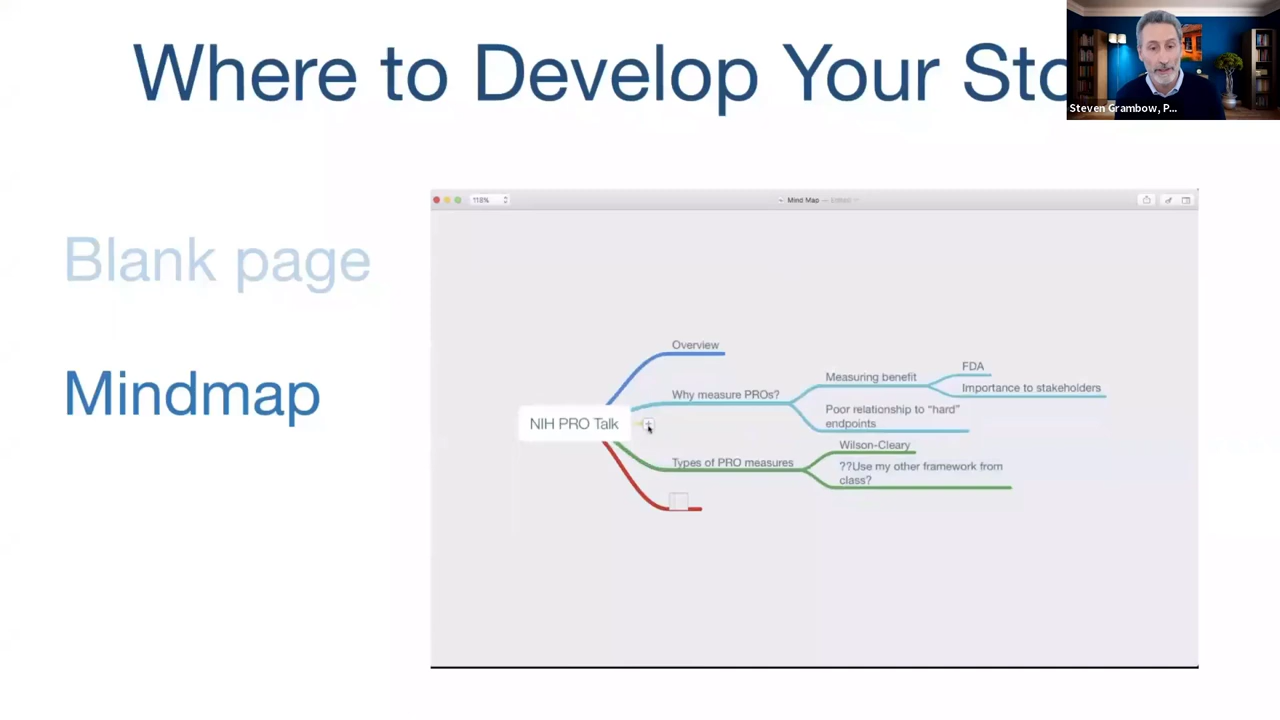 Where to Develop Your Sto
Steven Grambow, P...
Blank page
Mindmap
118%
Mind Map — Edited
Overview
Why measure PROs?
Measuring benefit
FDA
Importance to stakeholders
Poor relationship to “hard”
endpoints
NIH PRO Talk
Types of PRO measures
Wilson-Cleary
??Use my other framework from
class?